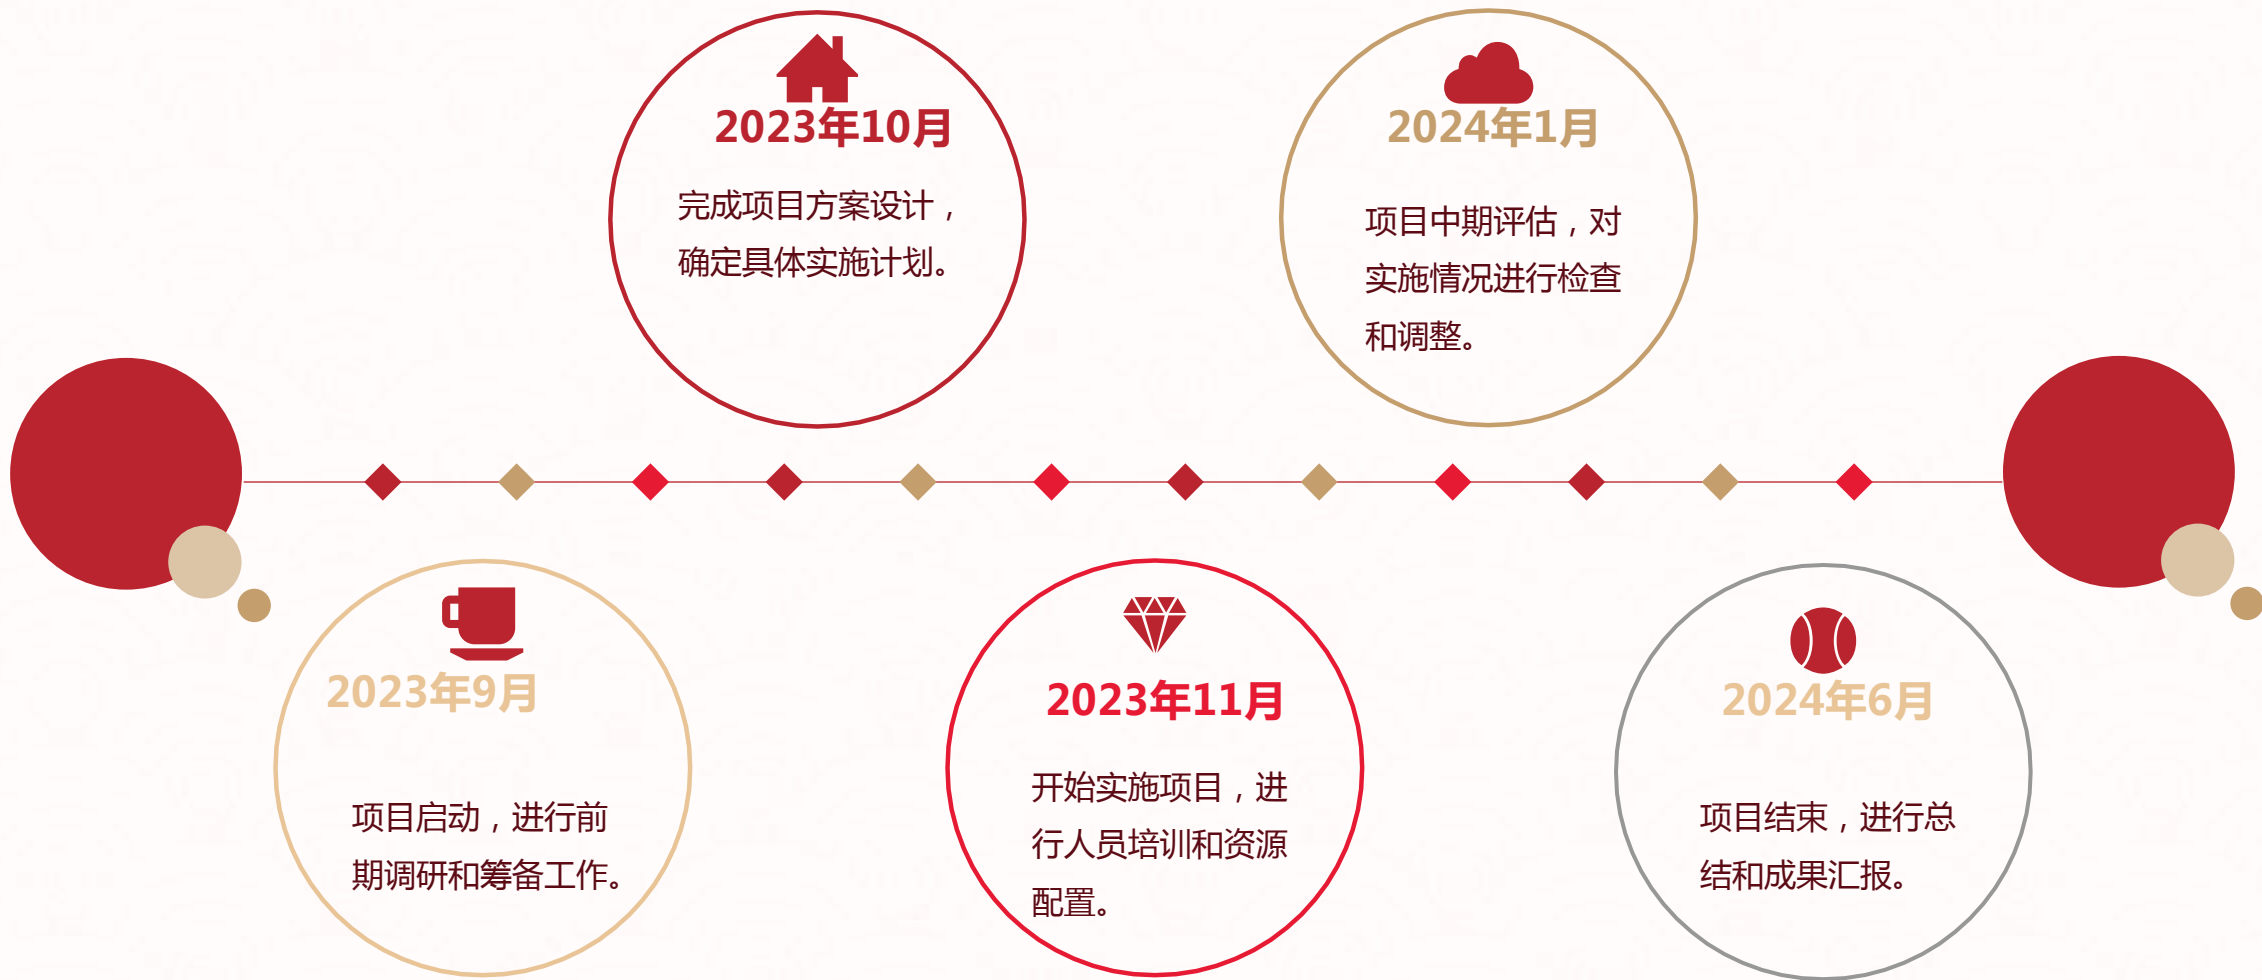 2023年10月
完成项目方案设计，
确定具体实施计划。
2024年1月
项目中期评估，对
实施情况进行检查
和调整。
2023年9月
项目启动，进行前
期调研和筹备工作。
2023年11月
开始实施项目，进
行人员培训和资源
配置。
2024年6月
项目结束，进行总
结和成果汇报。